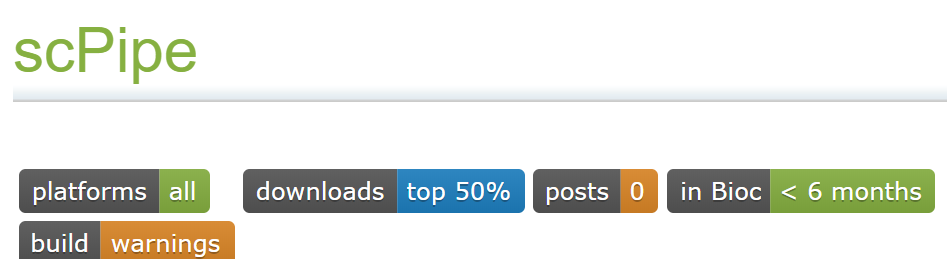 scPipe
platforms all downloads top 50% posts 0 in Bioc < 6 months
build warnings